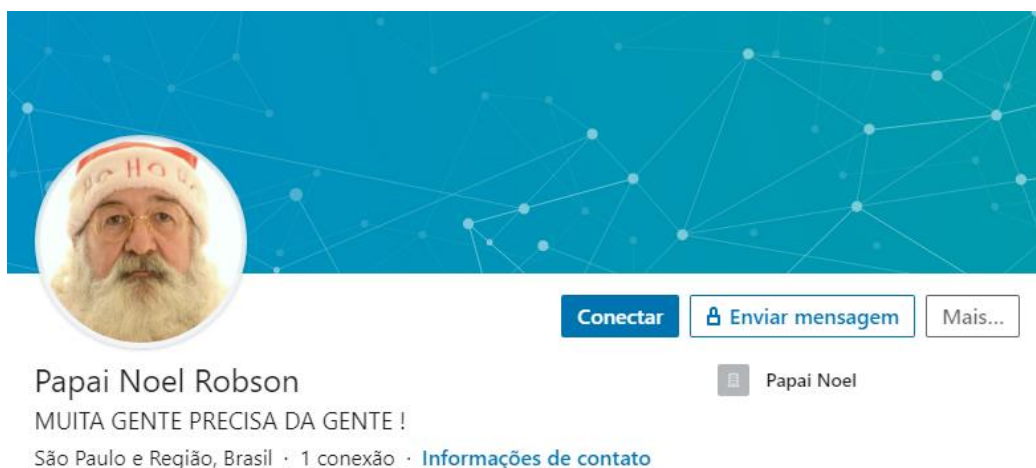 Ho Ho Ho
Conectar
Enviar mensagem
Mais...
Papai Noel Robson
Papai Noel
MUITA GENTE PRECISA DA GENTE !
São Paulo e Região, Brasil · 1 conexão · Informações de contato